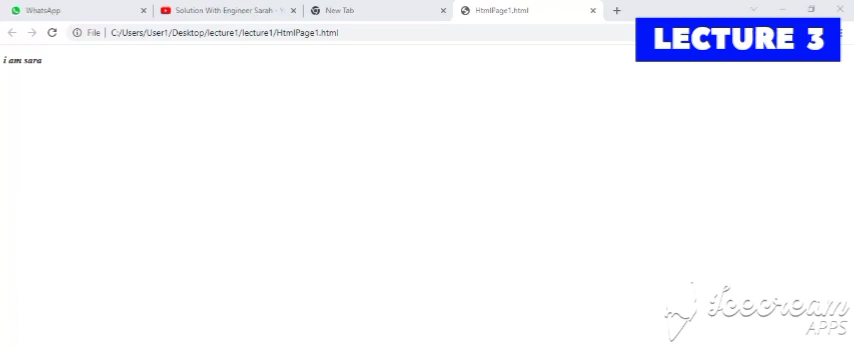 WhatsApp
Solution With Engineer Sarah -
New Tab
HtmlPage1.html
File | C:/Users/User1/Desktop/lecture1/lecture1/HtmlPage1.html
LECTURE 3
i am sara
Icecream
APPS